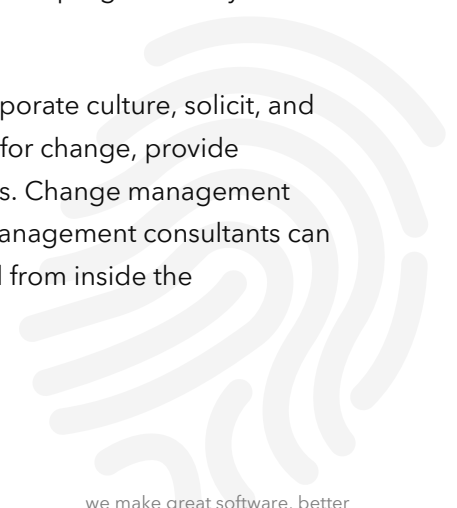 porate culture, solicit, and
for change, provide
s. Change management
anagement consultants can
from inside the
we make great software, better